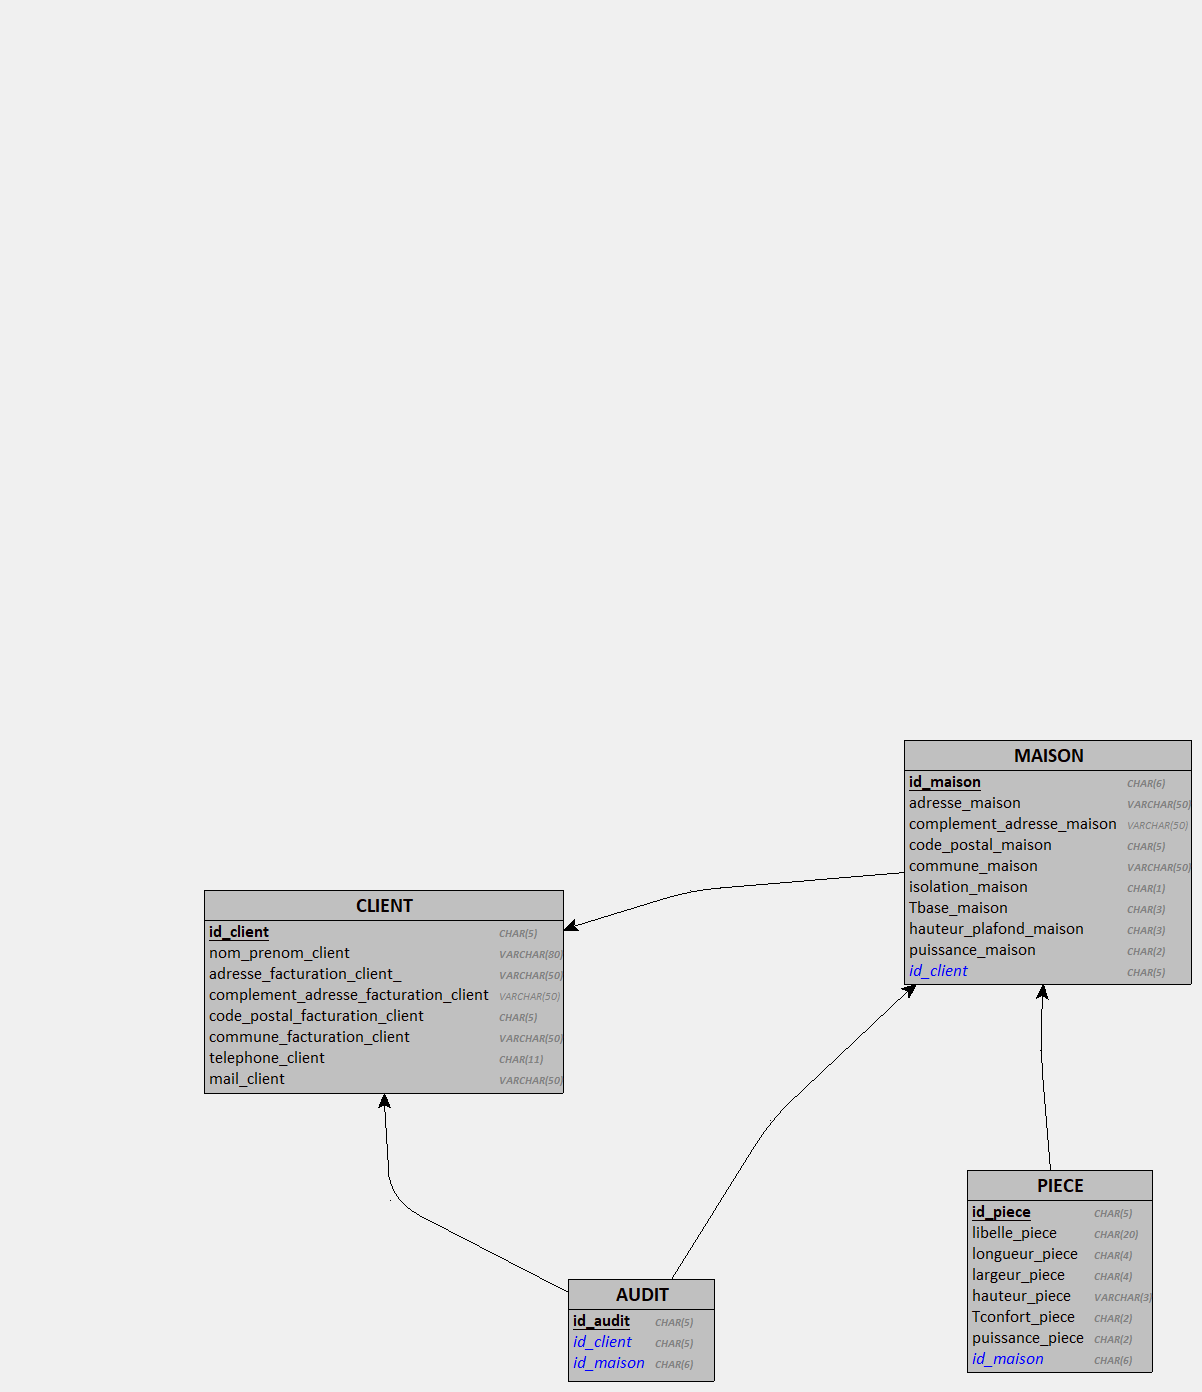 MAISON
id_maison CHAR(6)
adresse_maison VARCHAR(50)
complement_adresse_maison VARCHAR(50)
code_postal_maison CHAR(5)
commune_maison VARCHAR(50)
isolation_maison CHAR(1)
Tbase_maison CHAR(3)
hauteur_plafond_maison CHAR(3)
puissance_maison CHAR(2)
id_client CHAR(5)
CLIENT
id_client CHAR(5)
nom_prenom_client VARCHAR(80)
adresse_facturation_client_ VARCHAR(50)
complement_adresse_facturation_client VARCHAR(50)
code_postal_facturation_client CHAR(5)
commune_facturation_client VARCHAR(50)
telephone_client CHAR(11)
mail_client VARCHAR(50)
PIECE
id_piece CHAR(5)
libelle_piece CHAR(20)
longueur_piece CHAR(4)
largeur_piece CHAR(4)
hauteur_piece VARCHAR(3)
Tconfort_piece CHAR(2)
puissance_piece CHAR(2)
id_maison CHAR(6)
AUDIT
id_audit CHAR(5)
id_client CHAR(5)
id_maison CHAR(6)